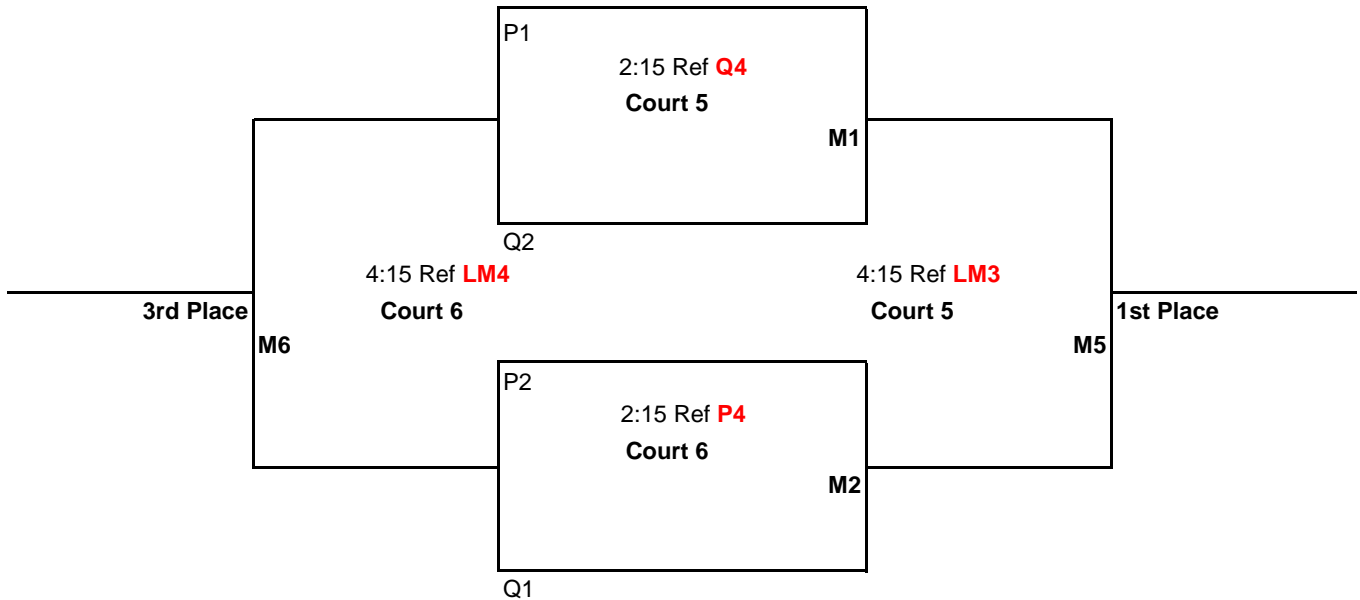 P1
2:15 Ref Q4
Court 5
M1
Q2
4:15 Ref LM4
4:15 Ref LM3
3rd Place
Court 6
Court 5
1st Place
M6
M5
P2
2:15 Ref P4
Court 6
M2
Q1